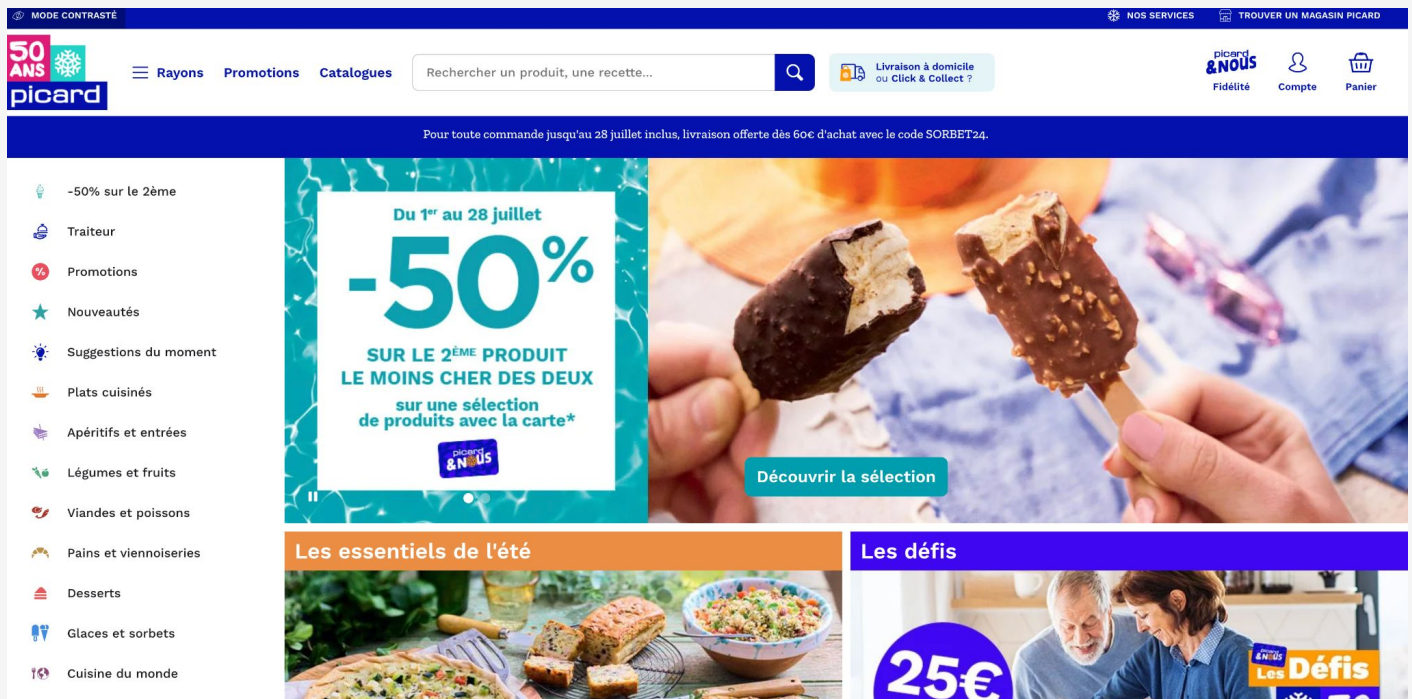 MODE CONTRASTÉ
NOS SERVICES
TROUVER UN MAGASIN PICARD
50
ANS
picard
Rayons
Promotions
Catalogues
Rechercher un produit, une recette...
Livraison à domicile
ou Click & Collect ?
picard
&NOUS
Fidélité
Compte
Panier
Pour toute commande jusqu'au 28 juillet inclus, livraison offerte dès 60€ d'achat avec le code SORBET24.
-50% sur le 2ème
Traiteur
Promotions
Nouveautés
Suggestions du moment
Plats cuisinés
Apéritifs et entrées
Légumes et fruits
Viandes et poissons
Pains et viennoiseries
Desserts
Glaces et sorbets
Cuisine du monde
Du 1er au 28 juillet
-50%
SUR LE 2ÈME PRODUIT
LE MOINS CHER DES DEUX
sur une sélection
de produits avec la carte*
picard
&NOUS
Découvrir la sélection
Les essentiels de l'été
Les défis
25€
picard
&NOUS
Les Défis